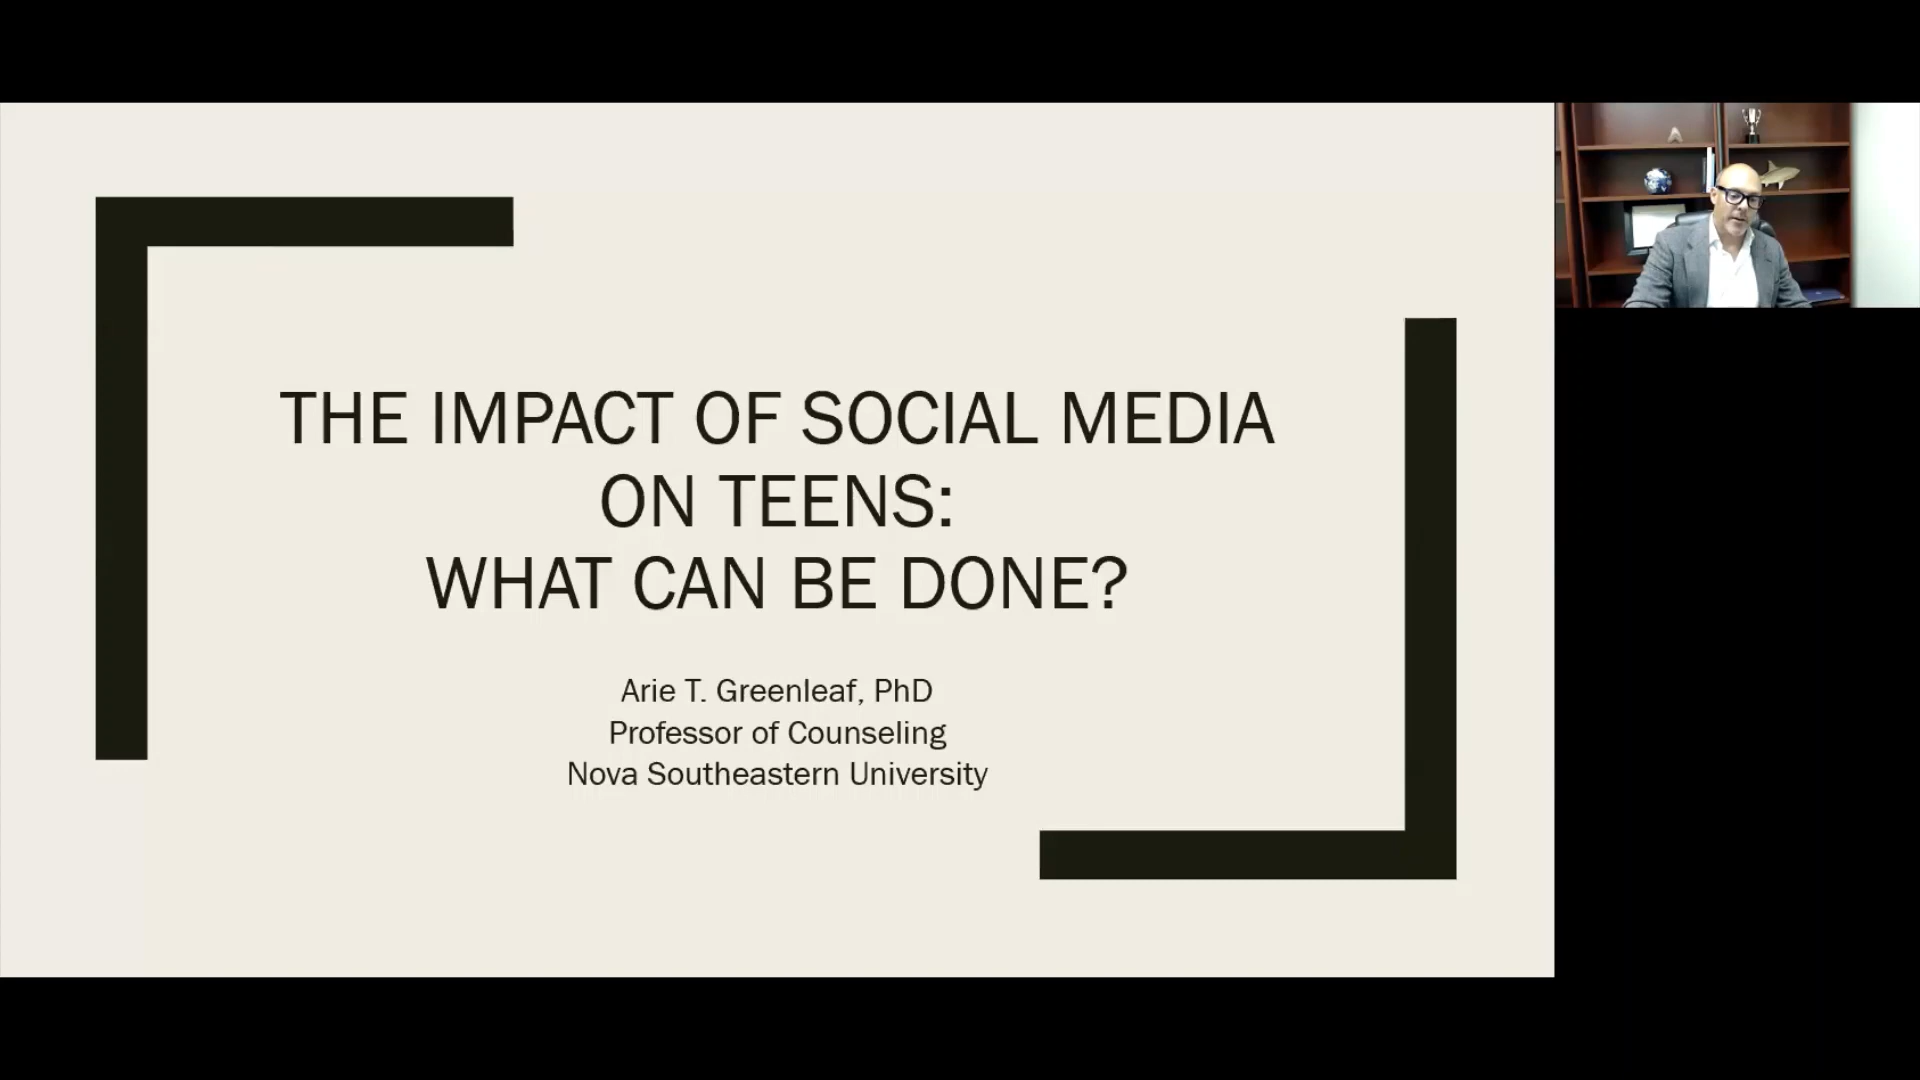 THE IMPACT OF SOCIAL MEDIA
ON TEENS:
WHAT CAN BE DONE?
Arie T. Greenleaf, PhD
Professor of Counseling
Nova Southeastern University